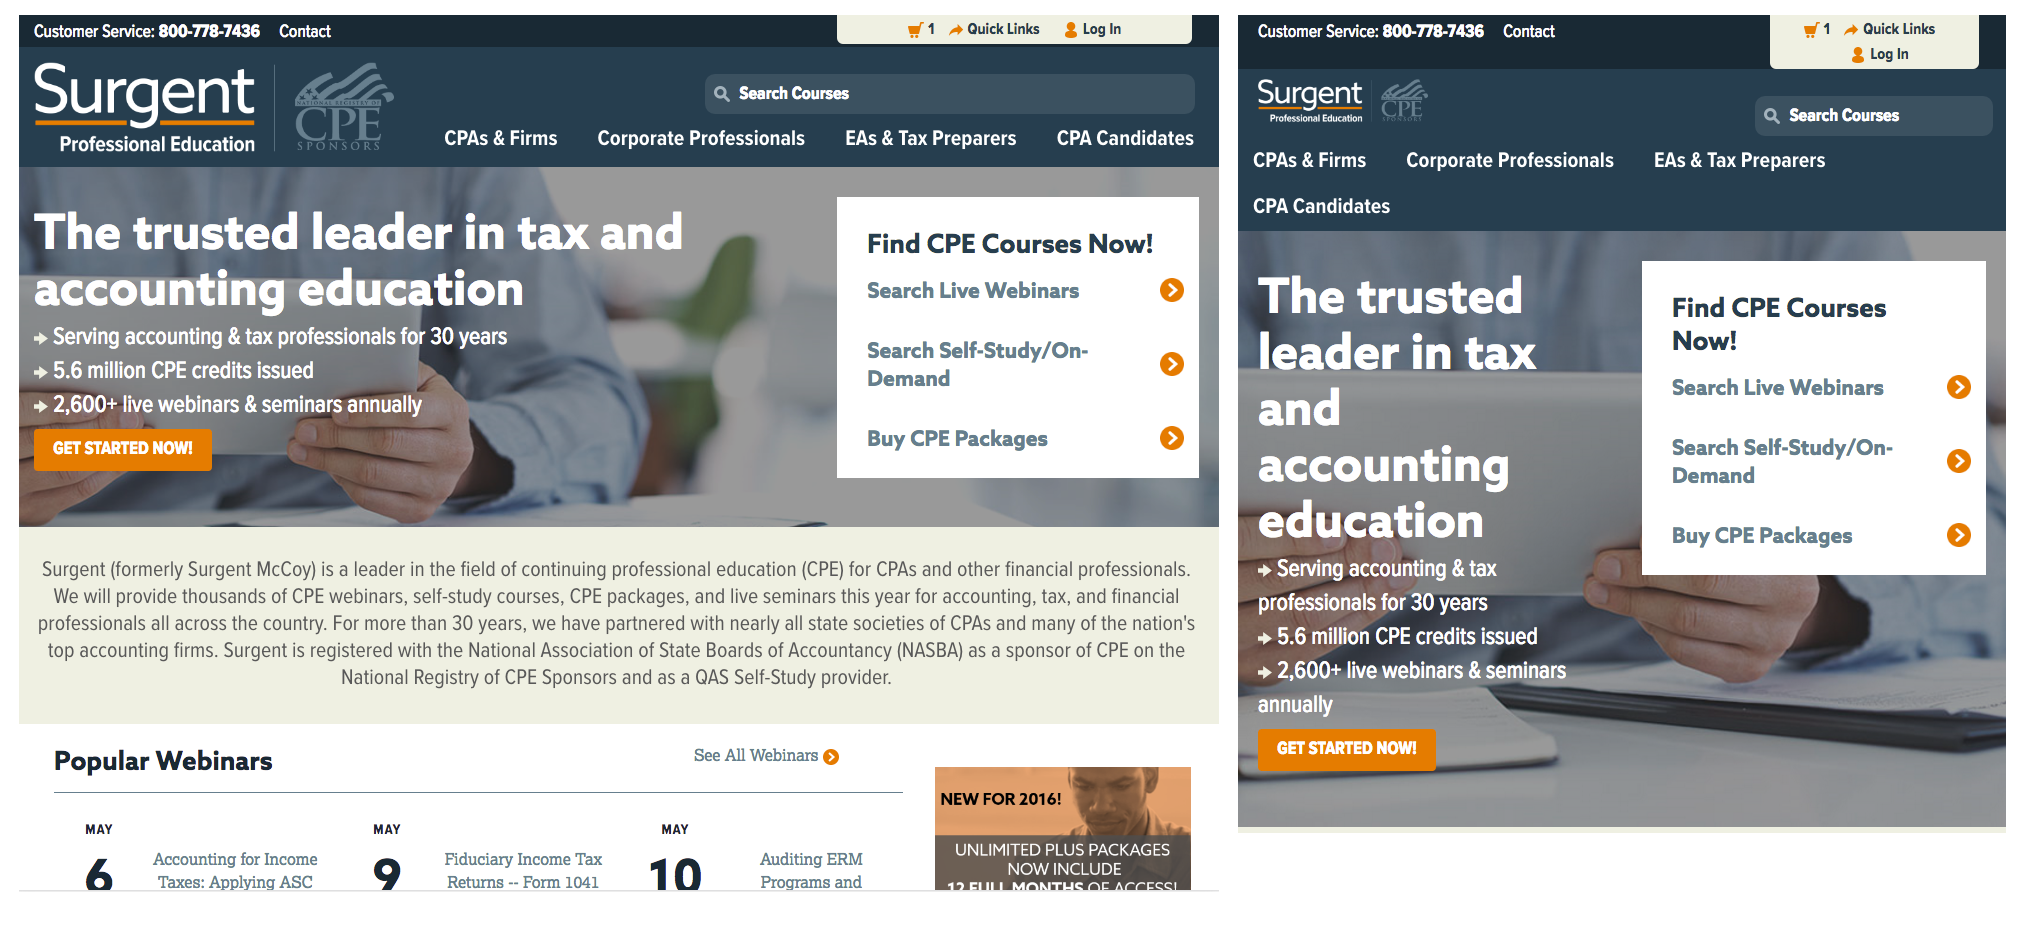 Customer Service: 800-778-7436 Contact
1 Quick Links Log In
Surgent
Professional Education
NATIONAL REGISTRY OF
CPE
SPONSORS
Search Courses
CPAs & Firms Corporate Professionals EAs & Tax Preparers CPA Candidates
The trusted leader in tax and
accounting education
Serving accounting & tax professionals for 30 years
5.6 million CPE credits issued
2,600+ live webinars & seminars annually
GET STARTED NOW!
Find CPE Courses Now!
Search Live Webinars
Search Self-Study/On-
Demand
Buy CPE Packages
Surgent (formerly Surgent McCoy) is a leader in the field of continuing professional education (CPE) for CPAs and other financial professionals.
We will provide thousands of CPE webinars, self-study courses, CPE packages, and live seminars this year for accounting, tax, and financial
professionals all across the country. For more than 30 years, we have partnered with nearly all state societies of CPAs and many of the nation's
top accounting firms. Surgent is registered with the National Association of State Boards of Accountancy (NASBA) as a sponsor of CPE on the
National Registry of CPE Sponsors and as a QAS Self-Study provider.
Popular Webinars
See All Webinars
MAY
6
Accounting for Income
Taxes: Applying ASC
MAY
9
Fiduciary Income Tax
Returns -- Form 1041
MAY
10
Auditing ERM
Programs and
NEW FOR 2016!
UNLIMITED PLUS PACKAGES
NOW INCLUDE
12 FULL MONTHS OF ACCESS!
Customer Service: 800-778-7436 Contact
1 Quick Links
Log In
Surgent
Professional Education
CPE
SPONSORS
Search Courses
CPAs & Firms Corporate Professionals EAs & Tax Preparers
CPA Candidates
The trusted
leader in tax
and
accounting
education
Serving accounting & tax
professionals for 30 years
5.6 million CPE credits issued
2,600+ live webinars & seminars
annually
GET STARTED NOW!
Find CPE Courses
Now!
Search Live Webinars
Search Self-Study/On-
Demand
Buy CPE Packages